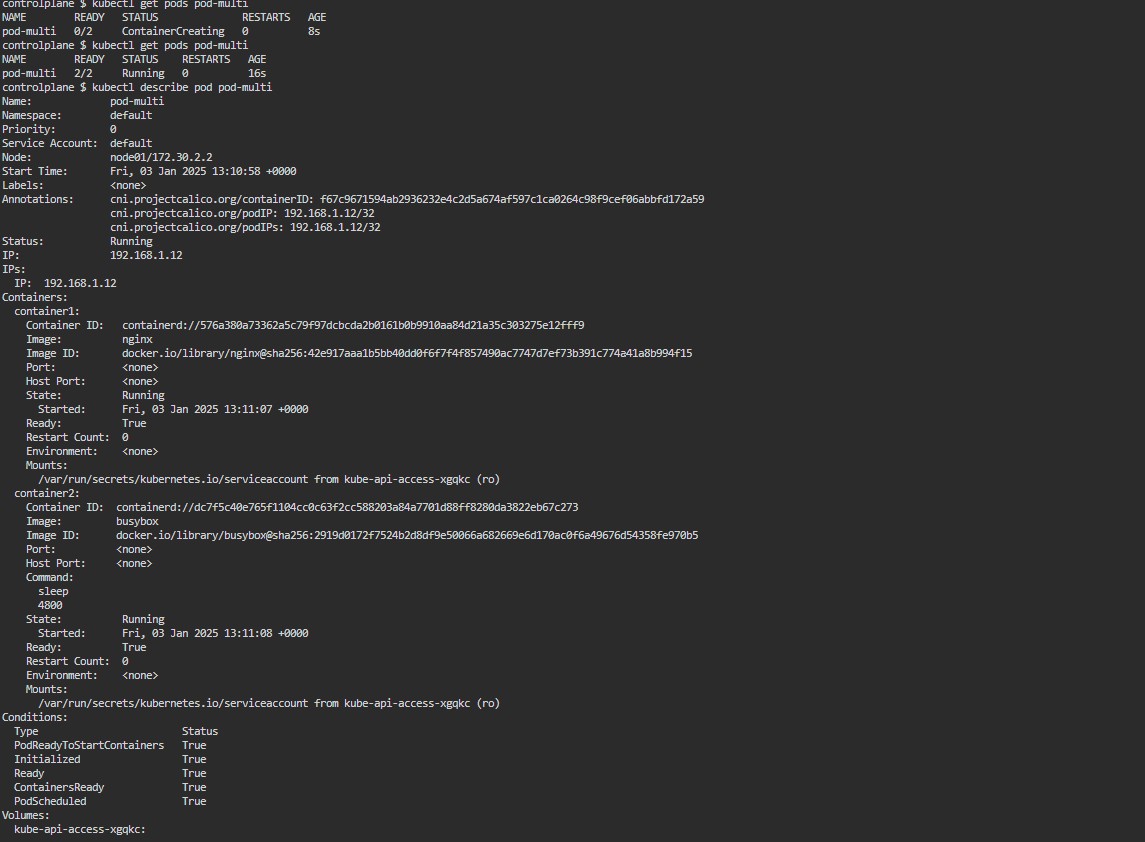 controlplane $ kubectl get pods pod-multi
NAME READY STATUS RESTARTS AGE
pod-multi 0/2 ContainerCreating 0 8s
controlplane $ kubectl get pods pod-multi
NAME READY STATUS RESTARTS AGE
pod-multi 2/2 Running 0 16s
controlplane $ kubectl describe pod pod-multi
Name: pod-multi
Namespace: default
Priority: 0
Service Account: default
Node: node01/172.30.2.2
Start Time: Fri, 03 Jan 2025 13:10:58 +0000
Labels: <none>
Annotations: cni.projectcalico.org/containerID: f67c9671594ab2936232e4c2d5a674af597c1ca0264c98f9cef06abbfd172a59
cni.projectcalico.org/podIP: 192.168.1.12/32
cni.projectcalico.org/podIPs: 192.168.1.12/32
Status: Running
IP: 192.168.1.12
IPs:
IP: 192.168.1.12
Containers:
container1:
Container ID: containerd://576a380a73362a5c79f97dcbcda2b0161b0b9910aa84d21a35c303275e12fff9
Image: nginx
Image ID: docker.io/library/nginx@sha256:42e917aaa1b5bb40dd0f6f7f4f857490ac7747d7ef73b391c774a41a8b994f15
Port: <none>
Host Port: <none>
State: Running
Started: Fri, 03 Jan 2025 13:11:07 +0000
Ready: True
Restart Count: 0
Environment: <none>
Mounts:
/var/run/secrets/kubernetes.io/serviceaccount from kube-api-access-xgqkc (ro)
container2:
Container ID: containerd://dc7f5c40e765f1104cc0c63f2cc588203a84a7701d88ff8280da3822eb67c273
Image: busybox
Image ID: docker.io/library/busybox@sha256:2919d0172f7524b2d8df9e50066a682669e6d170ac0f6a49676d54358fe970b5
Port: <none>
Host Port: <none>
Command:
sleep
4800
State: Running
Started: Fri, 03 Jan 2025 13:11:08 +0000
Ready: True
Restart Count: 0
Environment: <none>
Mounts:
/var/run/secrets/kubernetes.io/serviceaccount from kube-api-access-xgqkc (ro)
Conditions:
Type Status
PodReadyToStartContainers True
Initialized True
Ready True
ContainersReady True
PodScheduled True
Volumes:
kube-api-access-xgqkc: